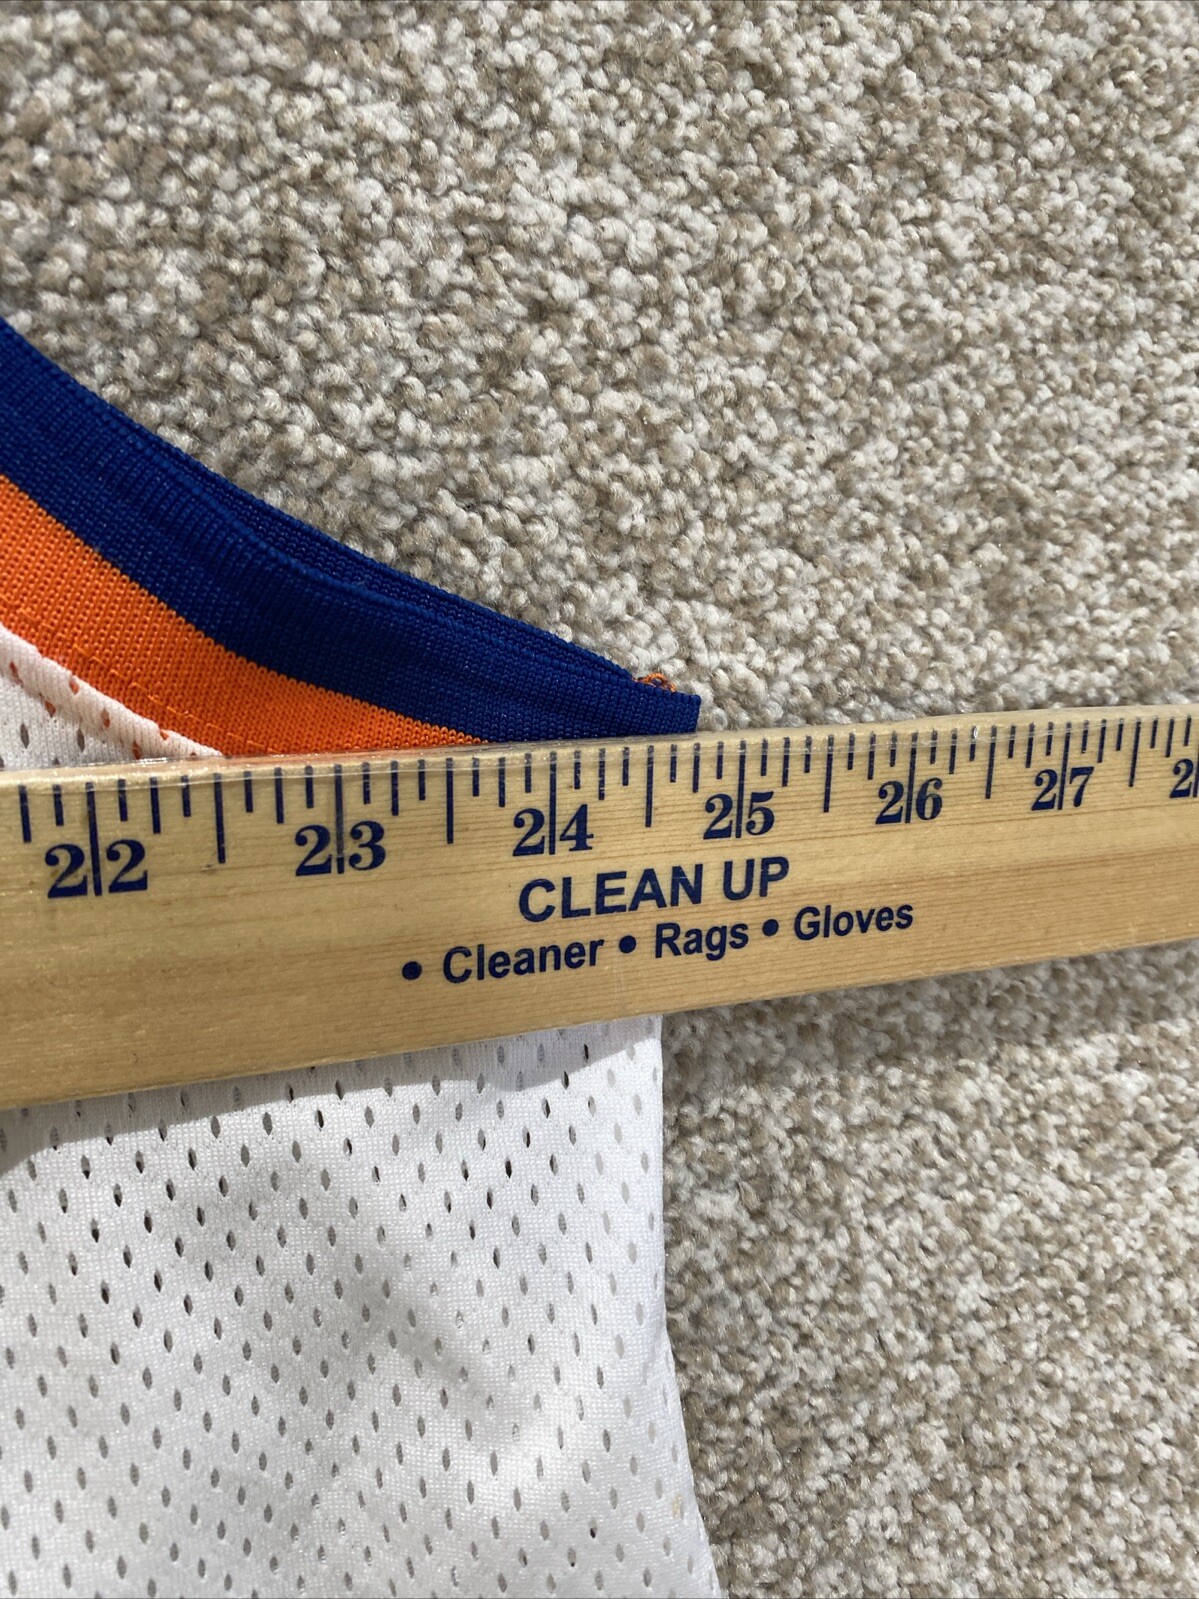 22 23 24 25 26 27
CLEAN UP
• Cleaner • Rags • Gloves